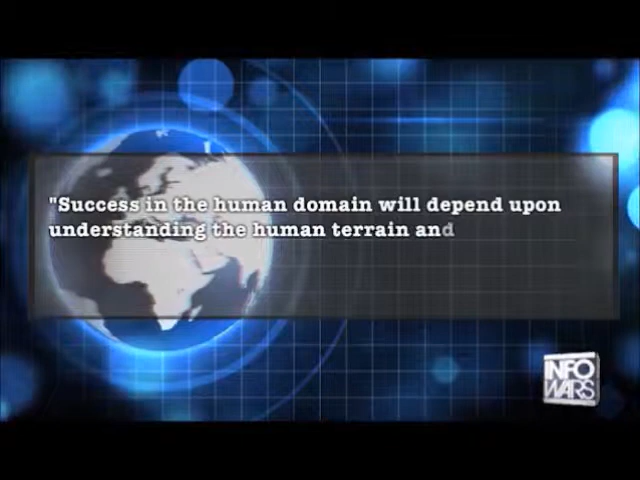 "Success in the human domain will depend upon
understanding the human terrain and
INFO
WARS